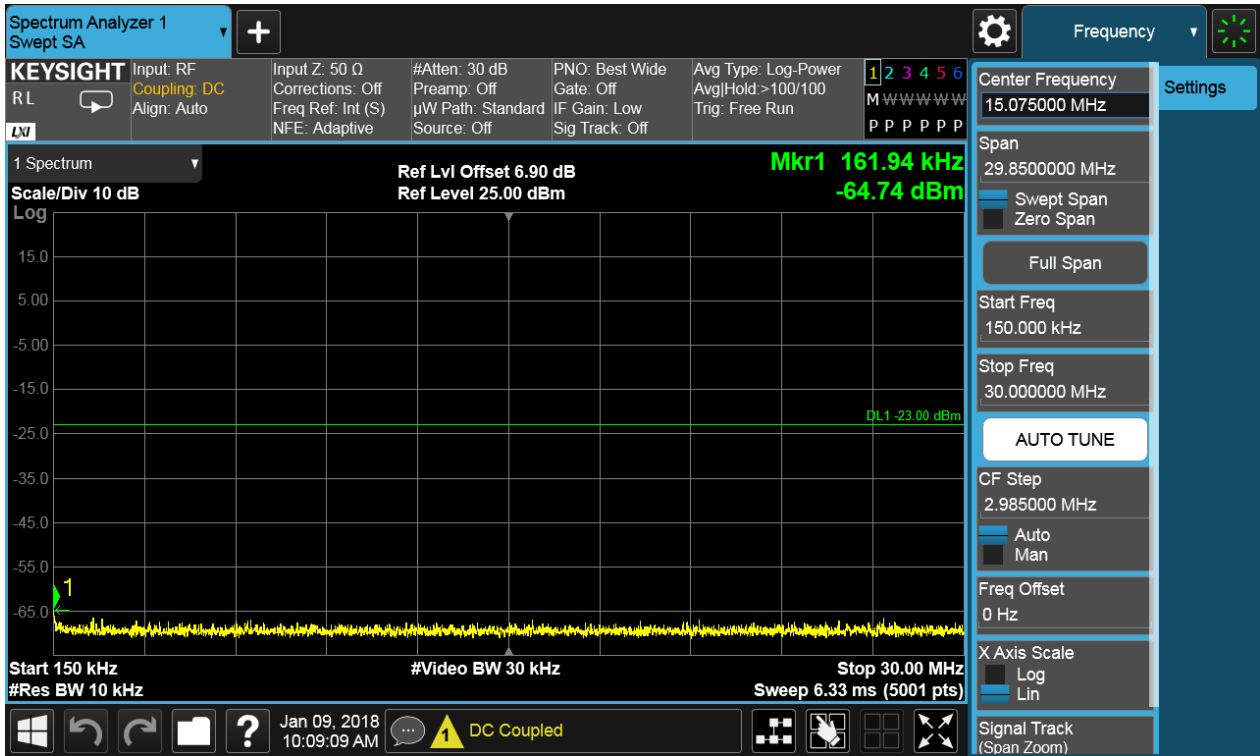 Spectrum Analyzer 1
Swept SA
+
Frequency
KEYSIGHT
RL
LXI
Input: RF
Coupling: DC
Align: Auto
Input Z: 50 Ω
Corrections: Off
Freq Ref: Int (S)
NFE: Adaptive
#Atten: 30 dB
Preamp: Off
µW Path: Standard
Source: Off
PNO: Best Wide
Gate: Off
IF Gain: Low
Sig Track: Off
Avg Type: Log-Power
Avg|Hold:>100/100
Trig: Free Run
1 2 3 4 5 6
M W W W W W
P P P P P P
1 Spectrum
Scale/Div 10 dB
Log
Ref Lvl Offset 6.90 dB
Ref Level 25.00 dBm
Mkr1 161.94 kHz
-64.74 dBm
15.0
5.00
-5.00
-15.0
DL1 -23.00 dBm
-25.0
-35.0
-45.0
-55.0
1
-65.0
Start 150 kHz
#Video BW 30 kHz
Stop 30.00 MHz
#Res BW 10 kHz
Sweep 6.33 ms (5001 pts)
Center Frequency
15.075000 MHz
Settings
Span
29.8500000 MHz
Swept Span
Zero Span
Full Span
Start Freq
150.000 kHz
Stop Freq
30.000000 MHz
AUTO TUNE
CF Step
2.985000 MHz
Auto
Man
Freq Offset
0 Hz
X Axis Scale
Log
Lin
Signal Track
(Span Zoom)
?
Jan 09, 2018
10:09:09 AM
1
DC Coupled